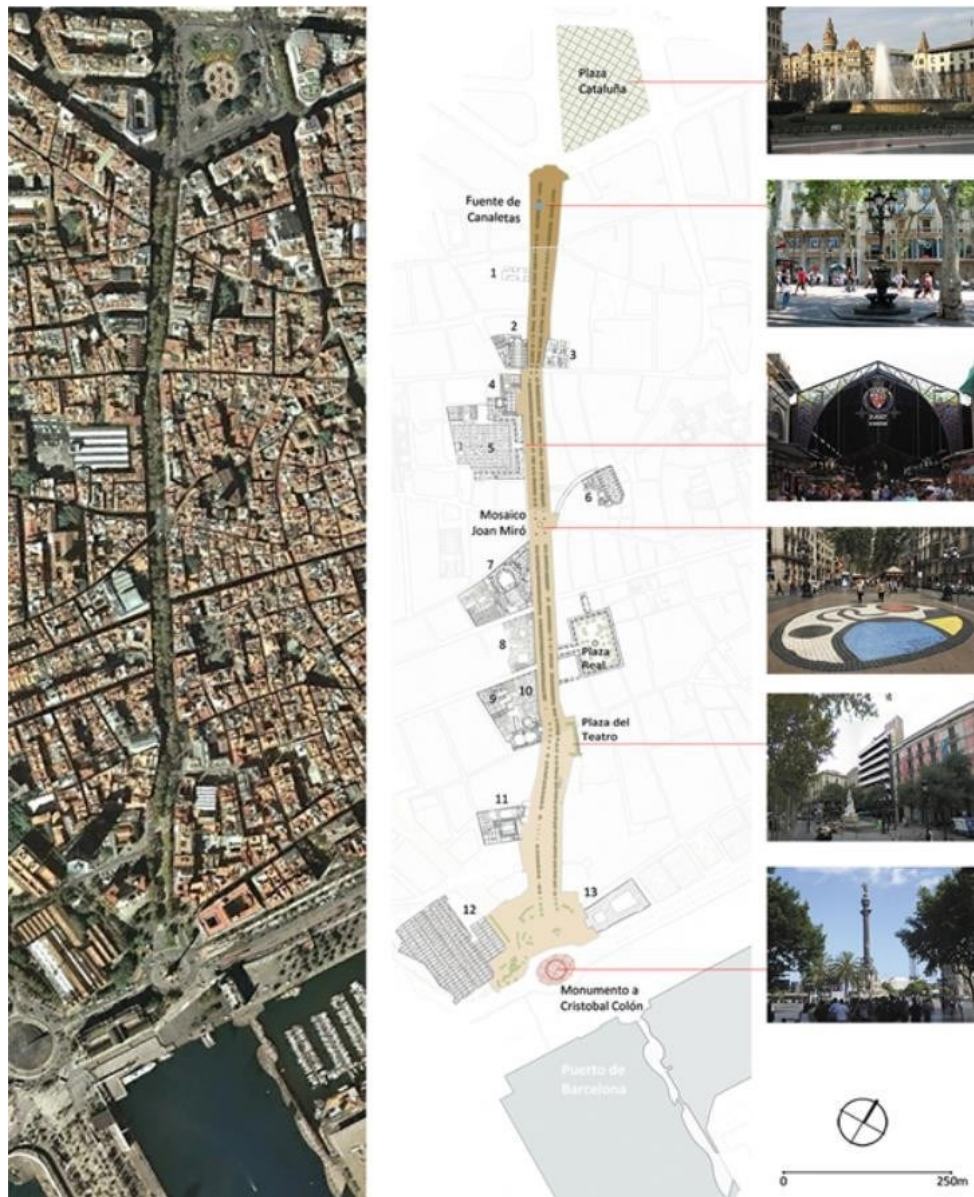 Plaza
Cataluña
Fuente de
Canaletas
1
2
3
4
5
6
Mosaico
Joan Miró
7
8
Plaza
Real
9
10
Plaza del
Teatro
11
12
13
Monumento a
Cristobal Colón
Puerto de
Barcelona
0
250m